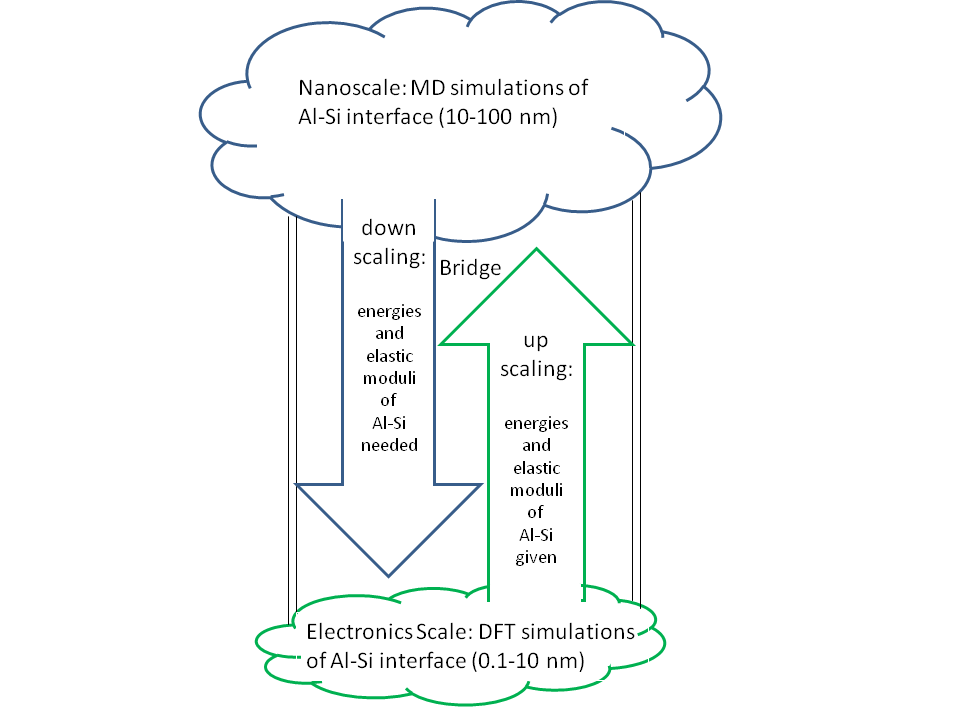 Nanoscale: MD simulations of
Al-Si interface (10-100 nm)
down
scaling:
energies
and
elastic
moduli
of
Al-Si
needed
Bridge
up
scaling:
energies
and
elastic
moduli
of
Al-Si
given
Electronics Scale: DFT simulations
of Al-Si interface (0.1-10 nm)